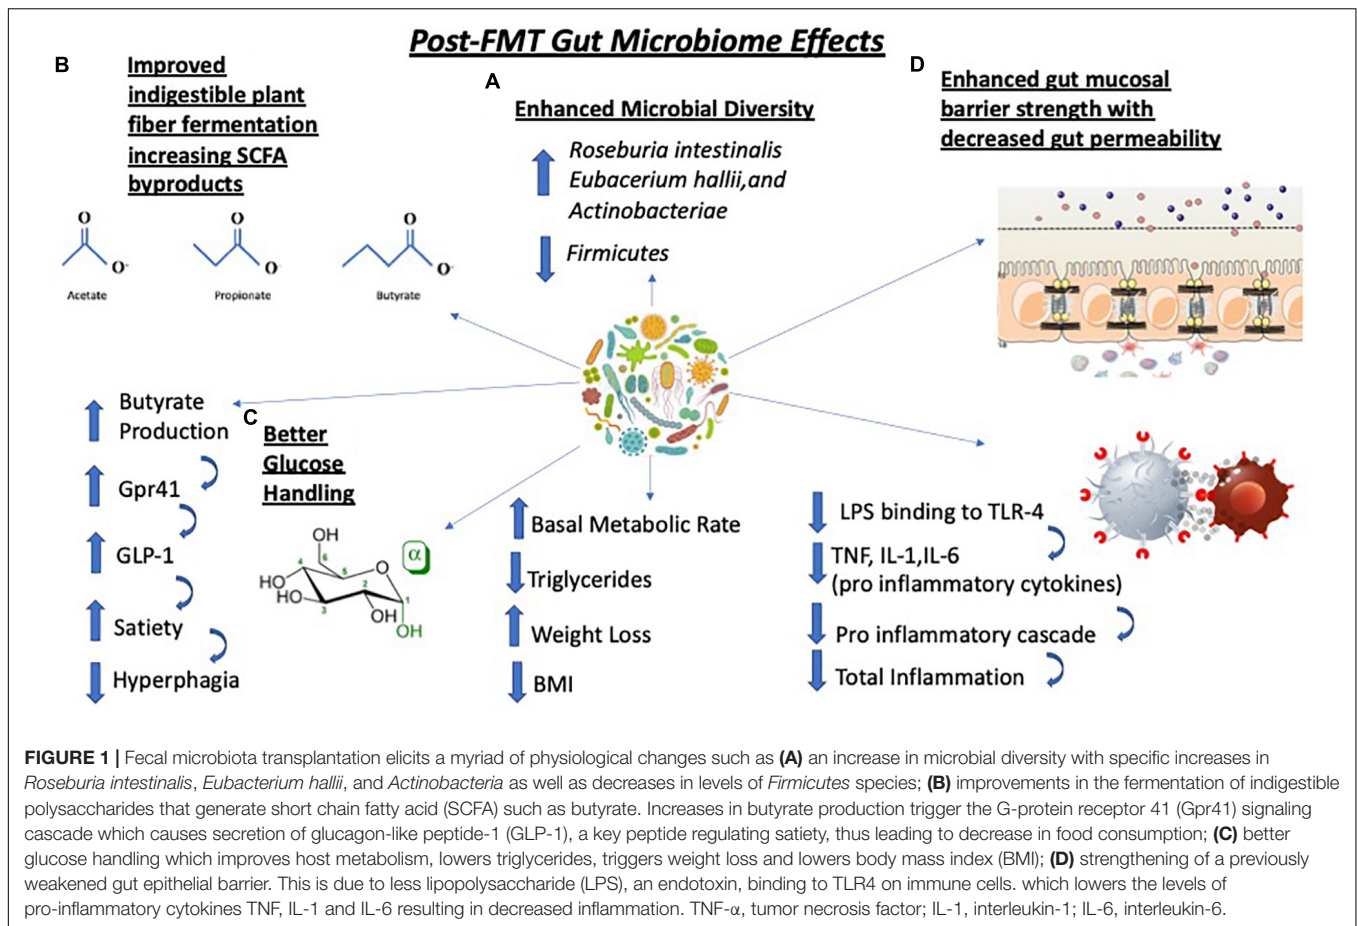 Post-FMT Gut Microbiome Effects
B
Improved
indigestible plant
fiber fermentation
increasing SCFA
byproducts
O
O-
Acetate
O
O-
Propionate
O
O-
Butyrate
A
Enhanced Microbial Diversity
Roseburia intestinalis
Eubacerium hallii,and
Actinobacteriae
Firmicutes
D
Enhanced gut mucosal
barrier strength with
decreased gut permeability
Butyrate
Production
Gpr41
GLP-1
Satiety
Hyperphagia
C
Better
Glucose
Handling
OH
6
α
4
5
O
HO
HO
2
1
3
OH
OH
Basal Metabolic Rate
Triglycerides
Weight Loss
BMI
LPS binding to TLR-4
TNF, IL-1,IL-6
(pro inflammatory cytokines)
Pro inflammatory cascade
Total Inflammation
FIGURE 1 | Fecal microbiota transplantation elicits a myriad of physiological changes such as (A) an increase in microbial diversity with specific increases in
Roseburia intestinalis, Eubacterium hallii, and Actinobacteria as well as decreases in levels of Firmicutes species; (B) improvements in the fermentation of indigestible
polysaccharides that generate short chain fatty acid (SCFA) such as butyrate. Increases in butyrate production trigger the G-protein receptor 41 (Gpr41) signaling
cascade which causes secretion of glucagon-like peptide-1 (GLP-1), a key peptide regulating satiety, thus leading to decrease in food consumption; (C) better
glucose handling which improves host metabolism, lowers triglycerides, triggers weight loss and lowers body mass index (BMI); (D) strengthening of a previously
weakened gut epithelial barrier. This is due to less lipopolysaccharide (LPS), an endotoxin, binding to TLR4 on immune cells. which lowers the levels of
pro-inflammatory cytokines TNF, IL-1 and IL-6 resulting in decreased inflammation. TNF-α, tumor necrosis factor; IL-1, interleukin-1; IL-6, interleukin-6.